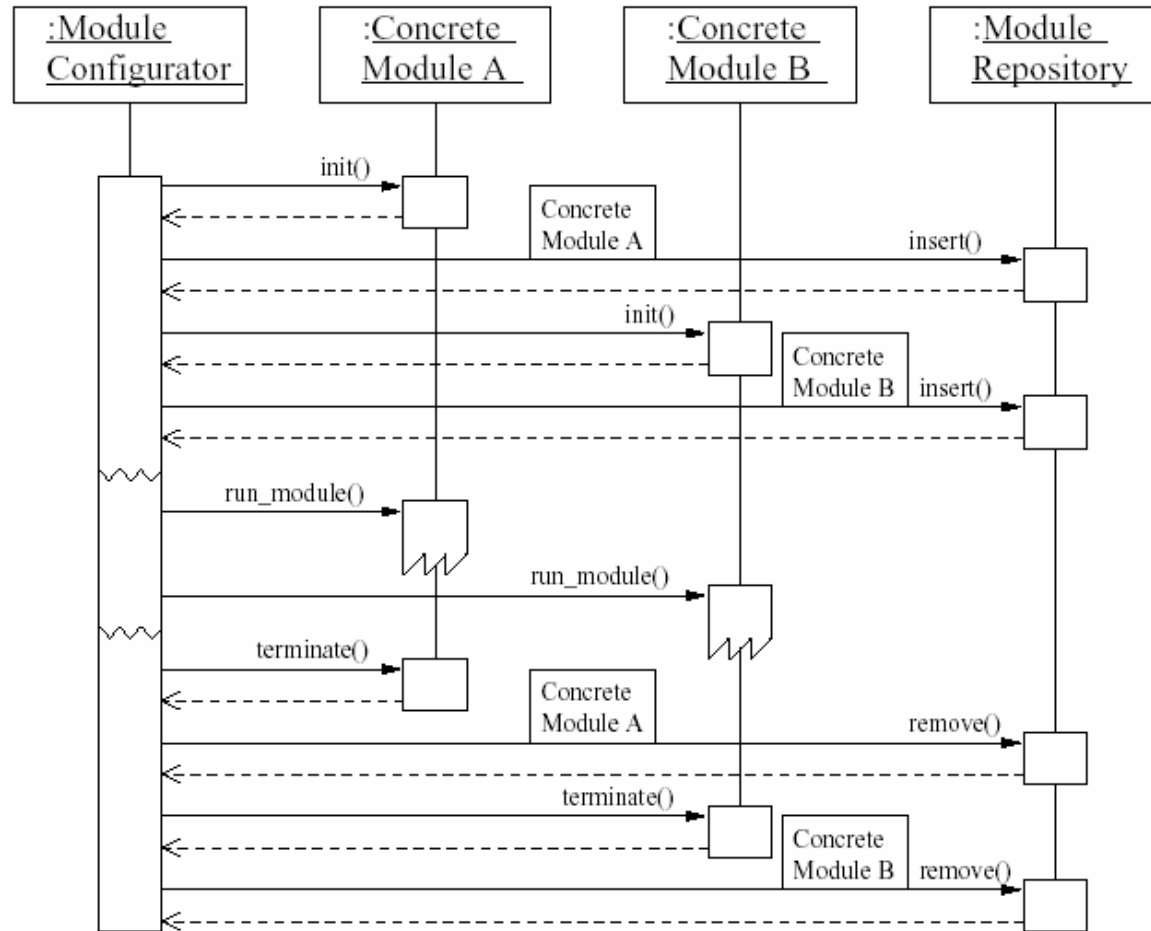 :Module
Configurator
:Concrete
Module A
:Concrete
Module B
:Module
Repository
init()
Concrete
Module A
insert()
init()
Concrete
Module B
insert()
run_module()
run_module()
terminate()
Concrete
Module A
remove()
terminate()
Concrete
Module B
remove()